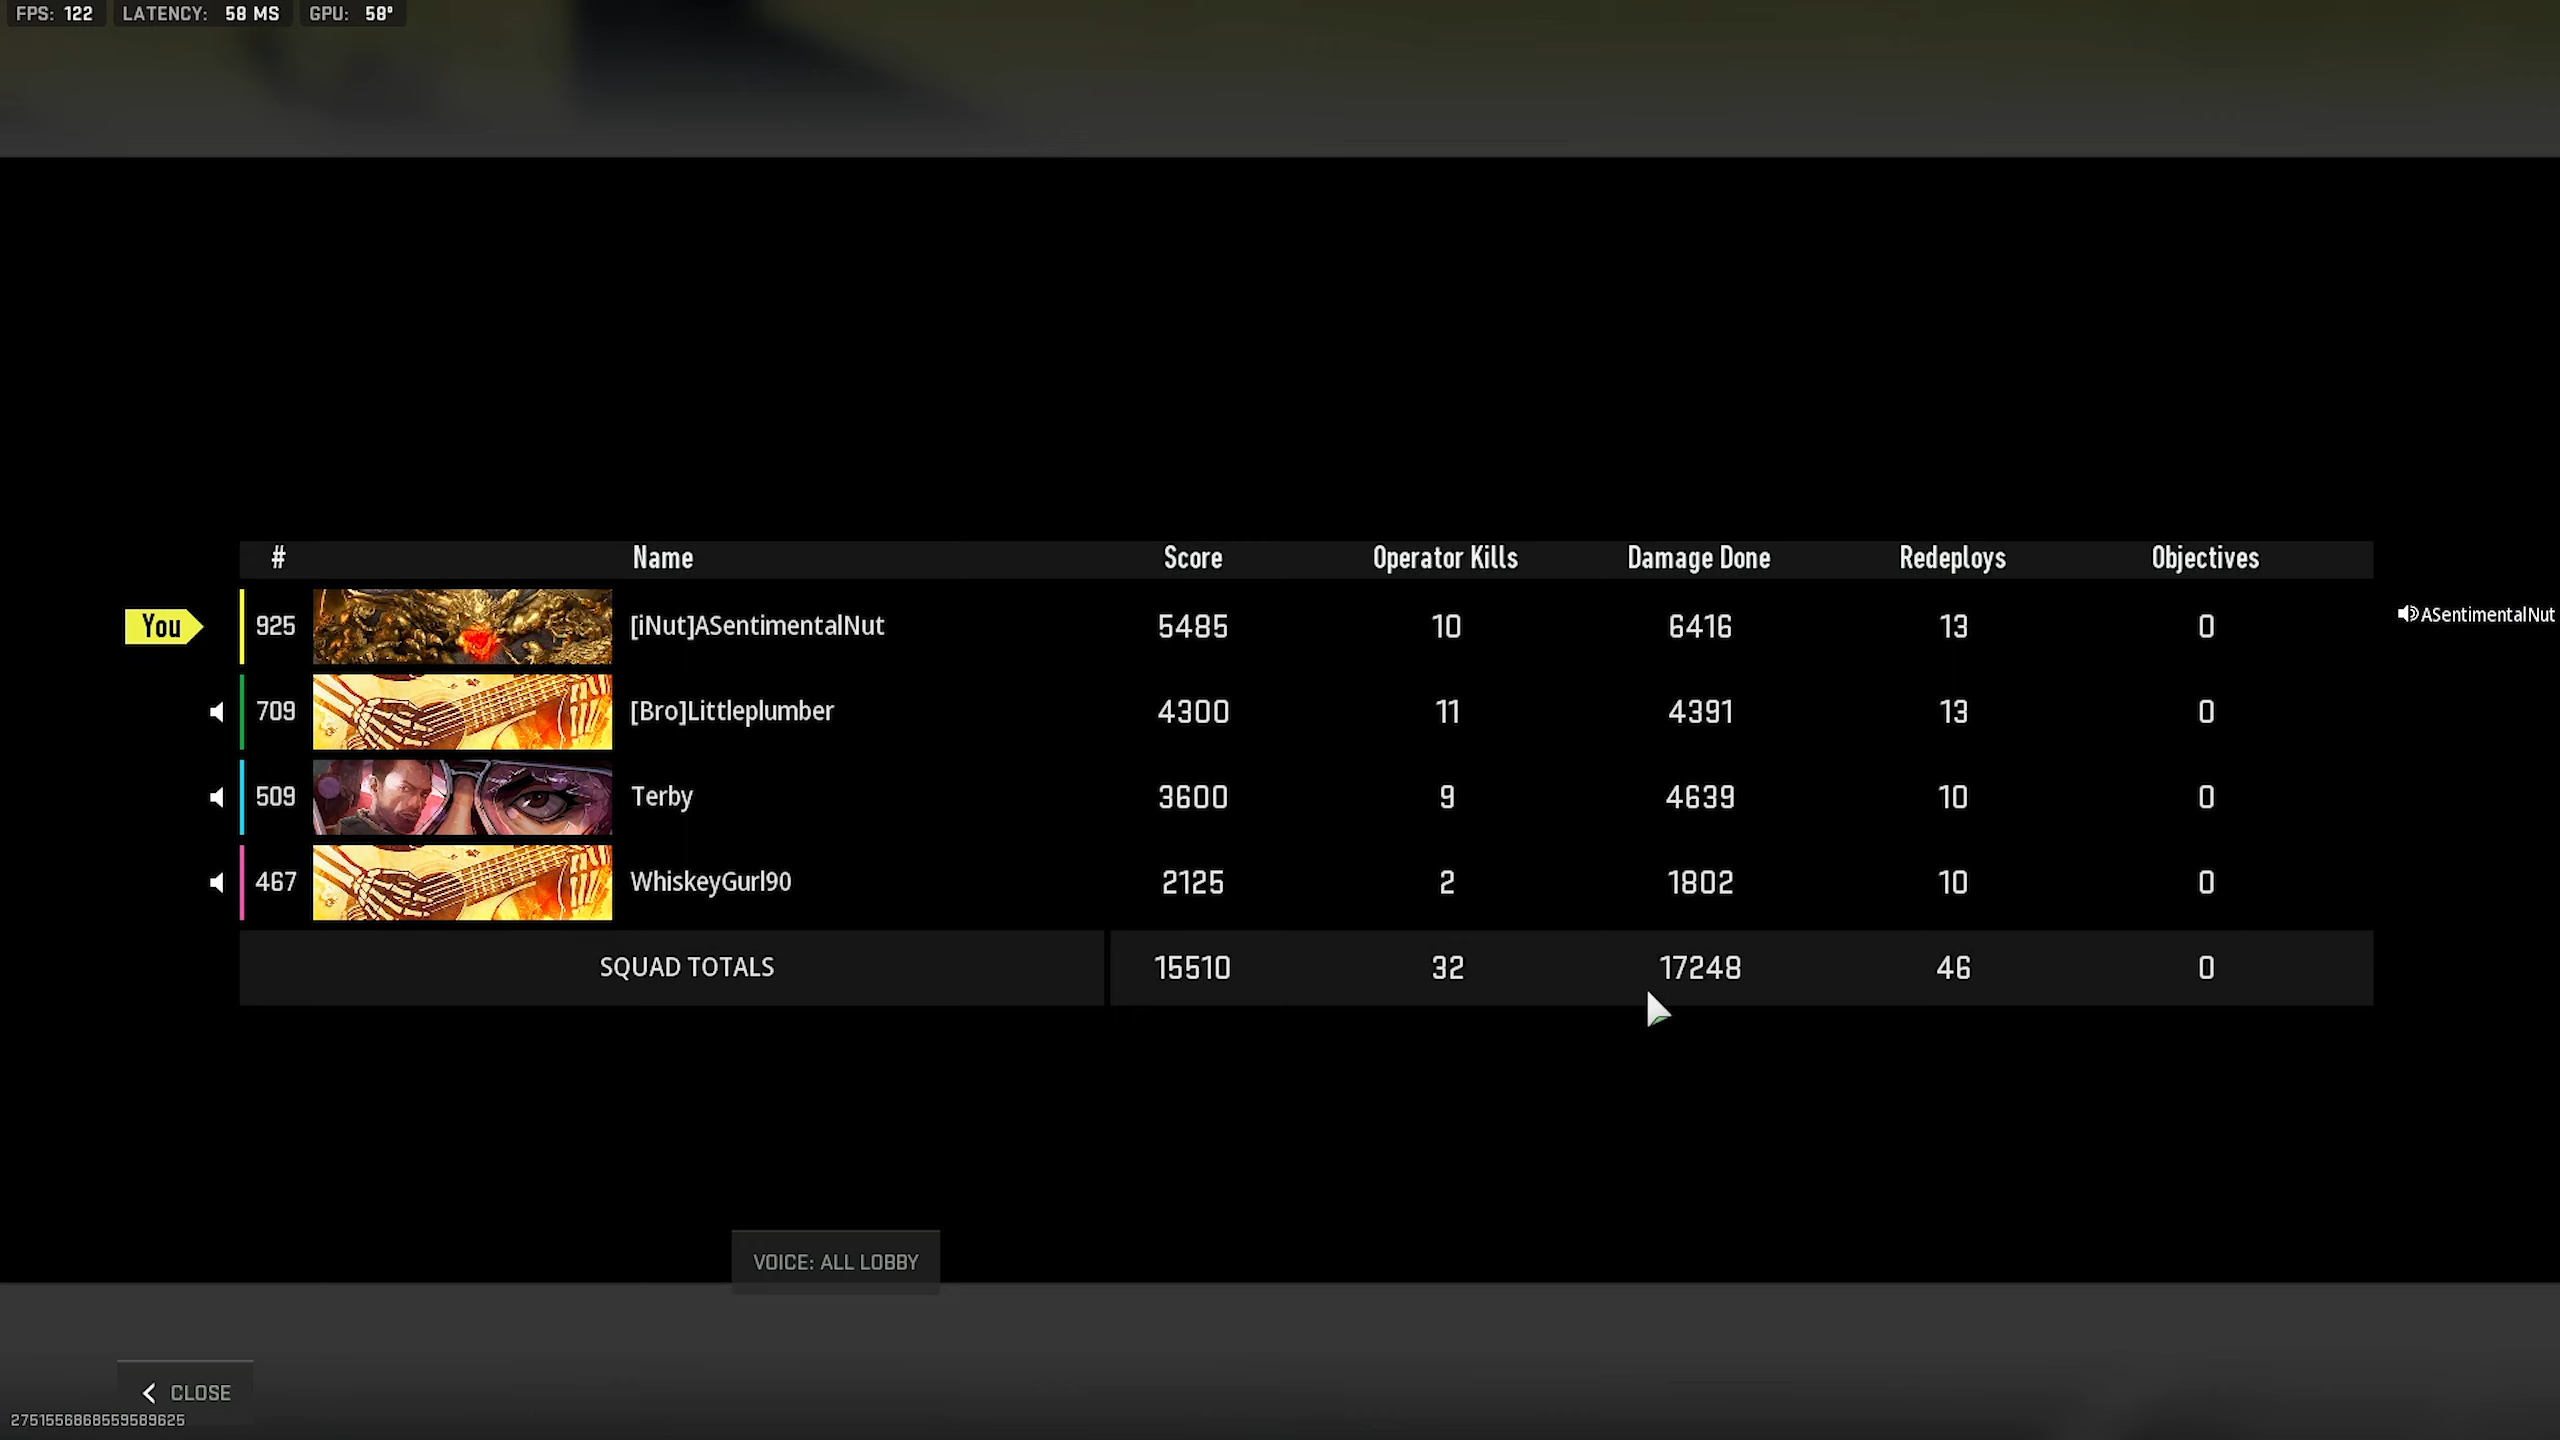 FPS: 122 LATENCY: 58 MS GPU: 58°
# Name Score Operator Kills Damage Done Redeploys Objectives
You 925 [iNut]ASentimentalNut 5485 10 6416 13 0 ASentimentalNut
709 [Bro]Littleplumber 4300 11 4391 13 0
509 Terby 3600 9 4639 10 0
467 WhiskeyGurl90 2125 2 1802 10 0
SQUAD TOTALS 15510 32 17248 46 0
VOICE: ALL LOBBY
CLOSE
2751556868559589625